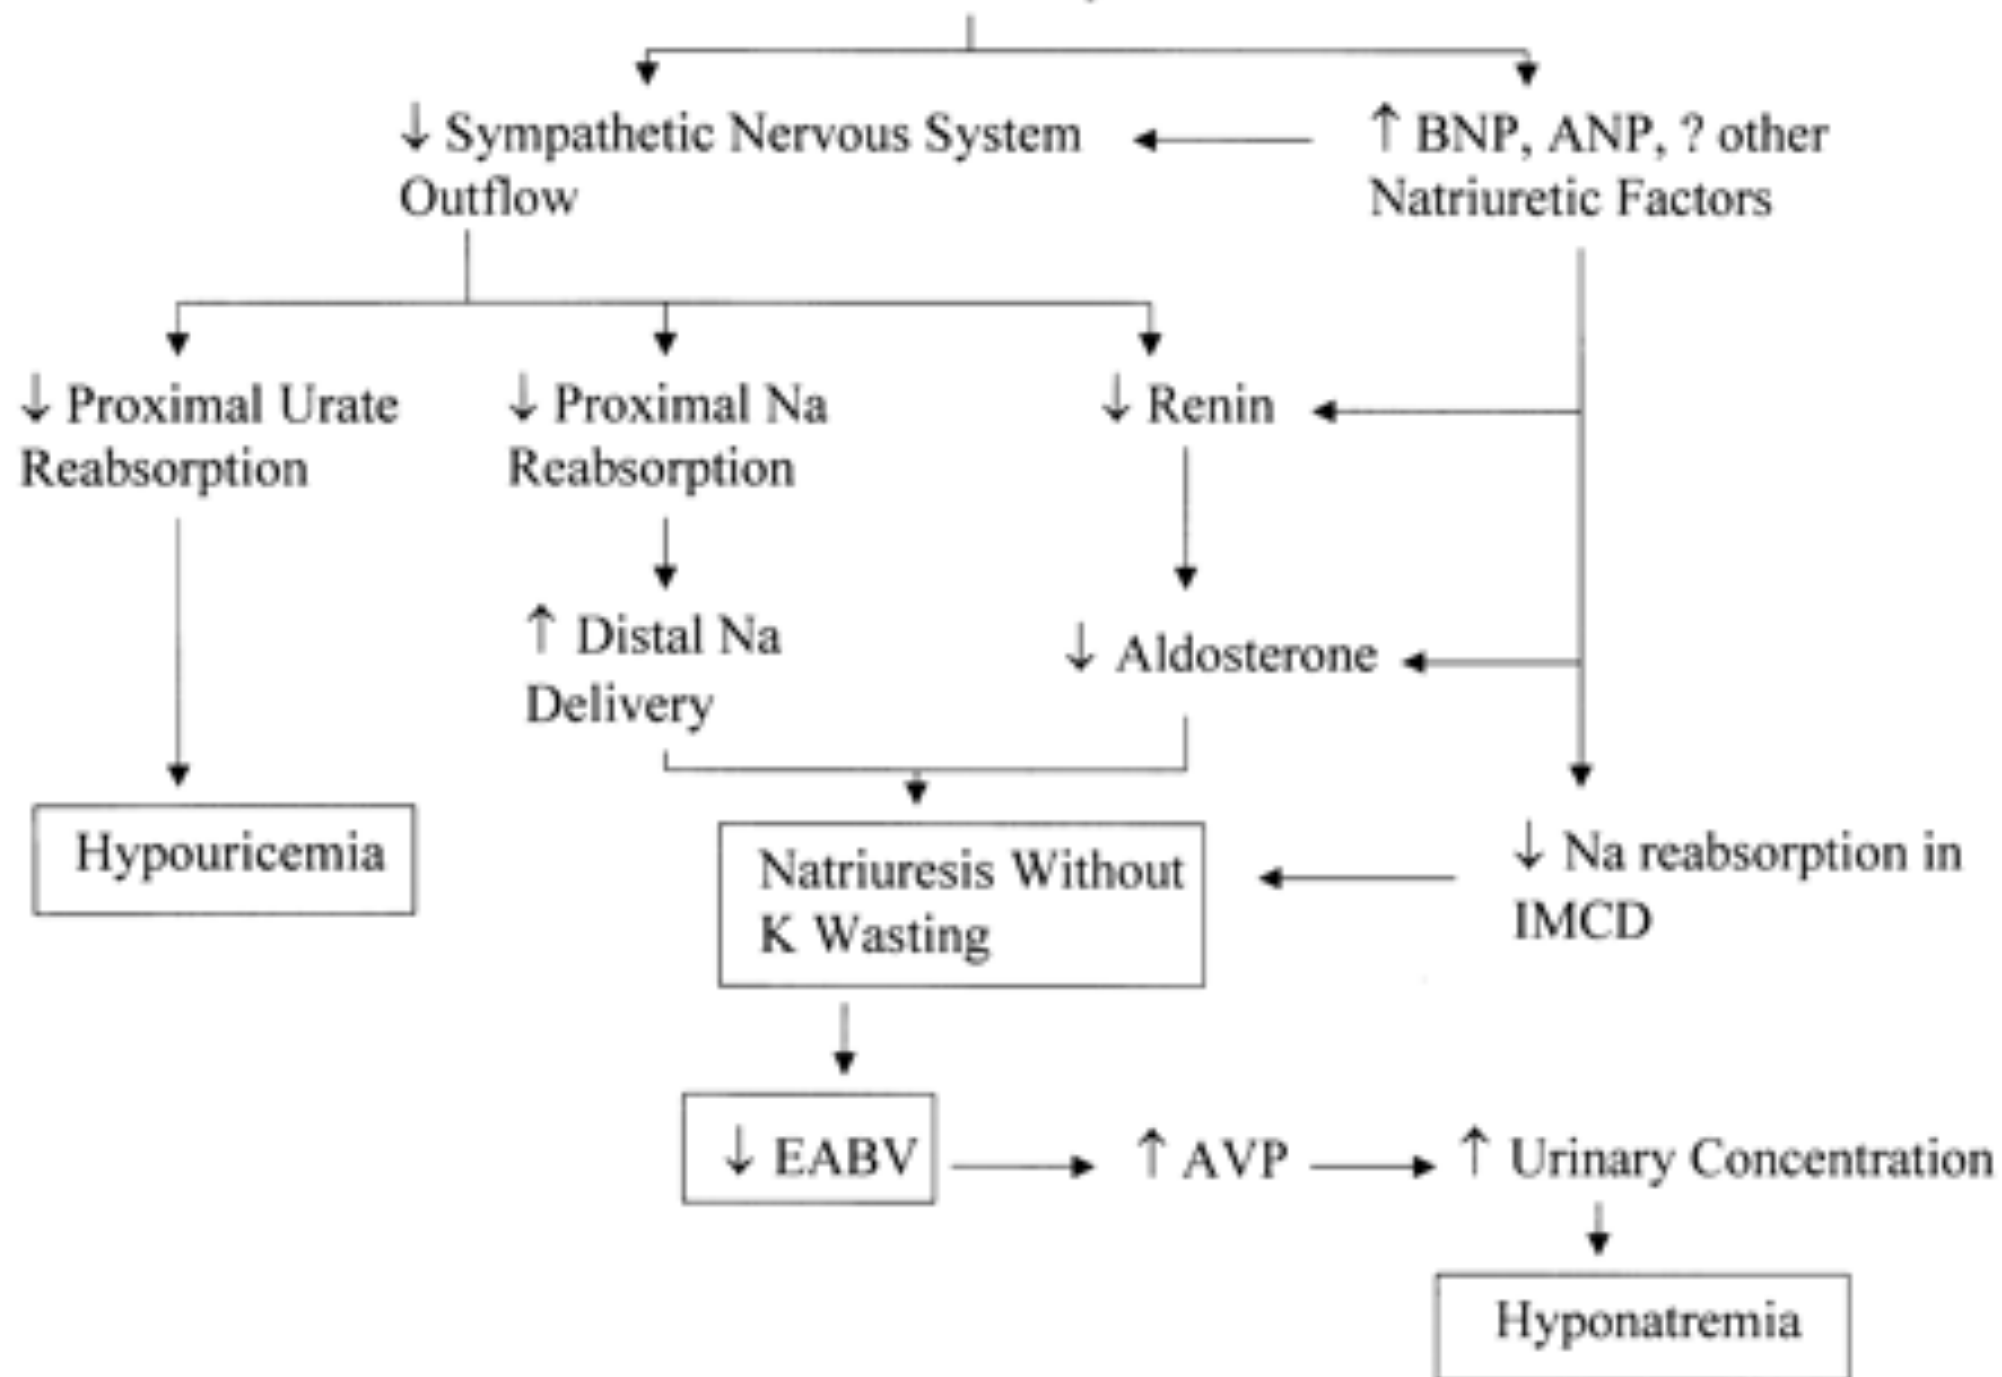 ↓ Sympathetic Nervous System
Outflow
↑ BNP, ANP, ? other
Natriuretic Factors
↓ Proximal Urate
Reabsorption
↓ Proximal Na
Reabsorption
↓ Renin
↑ Distal Na
Delivery
↓ Aldosterone
Hypouricemia
Natriuresis Without
K Wasting
↓ Na reabsorption in
IMCD
↓ EABV
↑ AVP
↑ Urinary Concentration
Hyponatremia